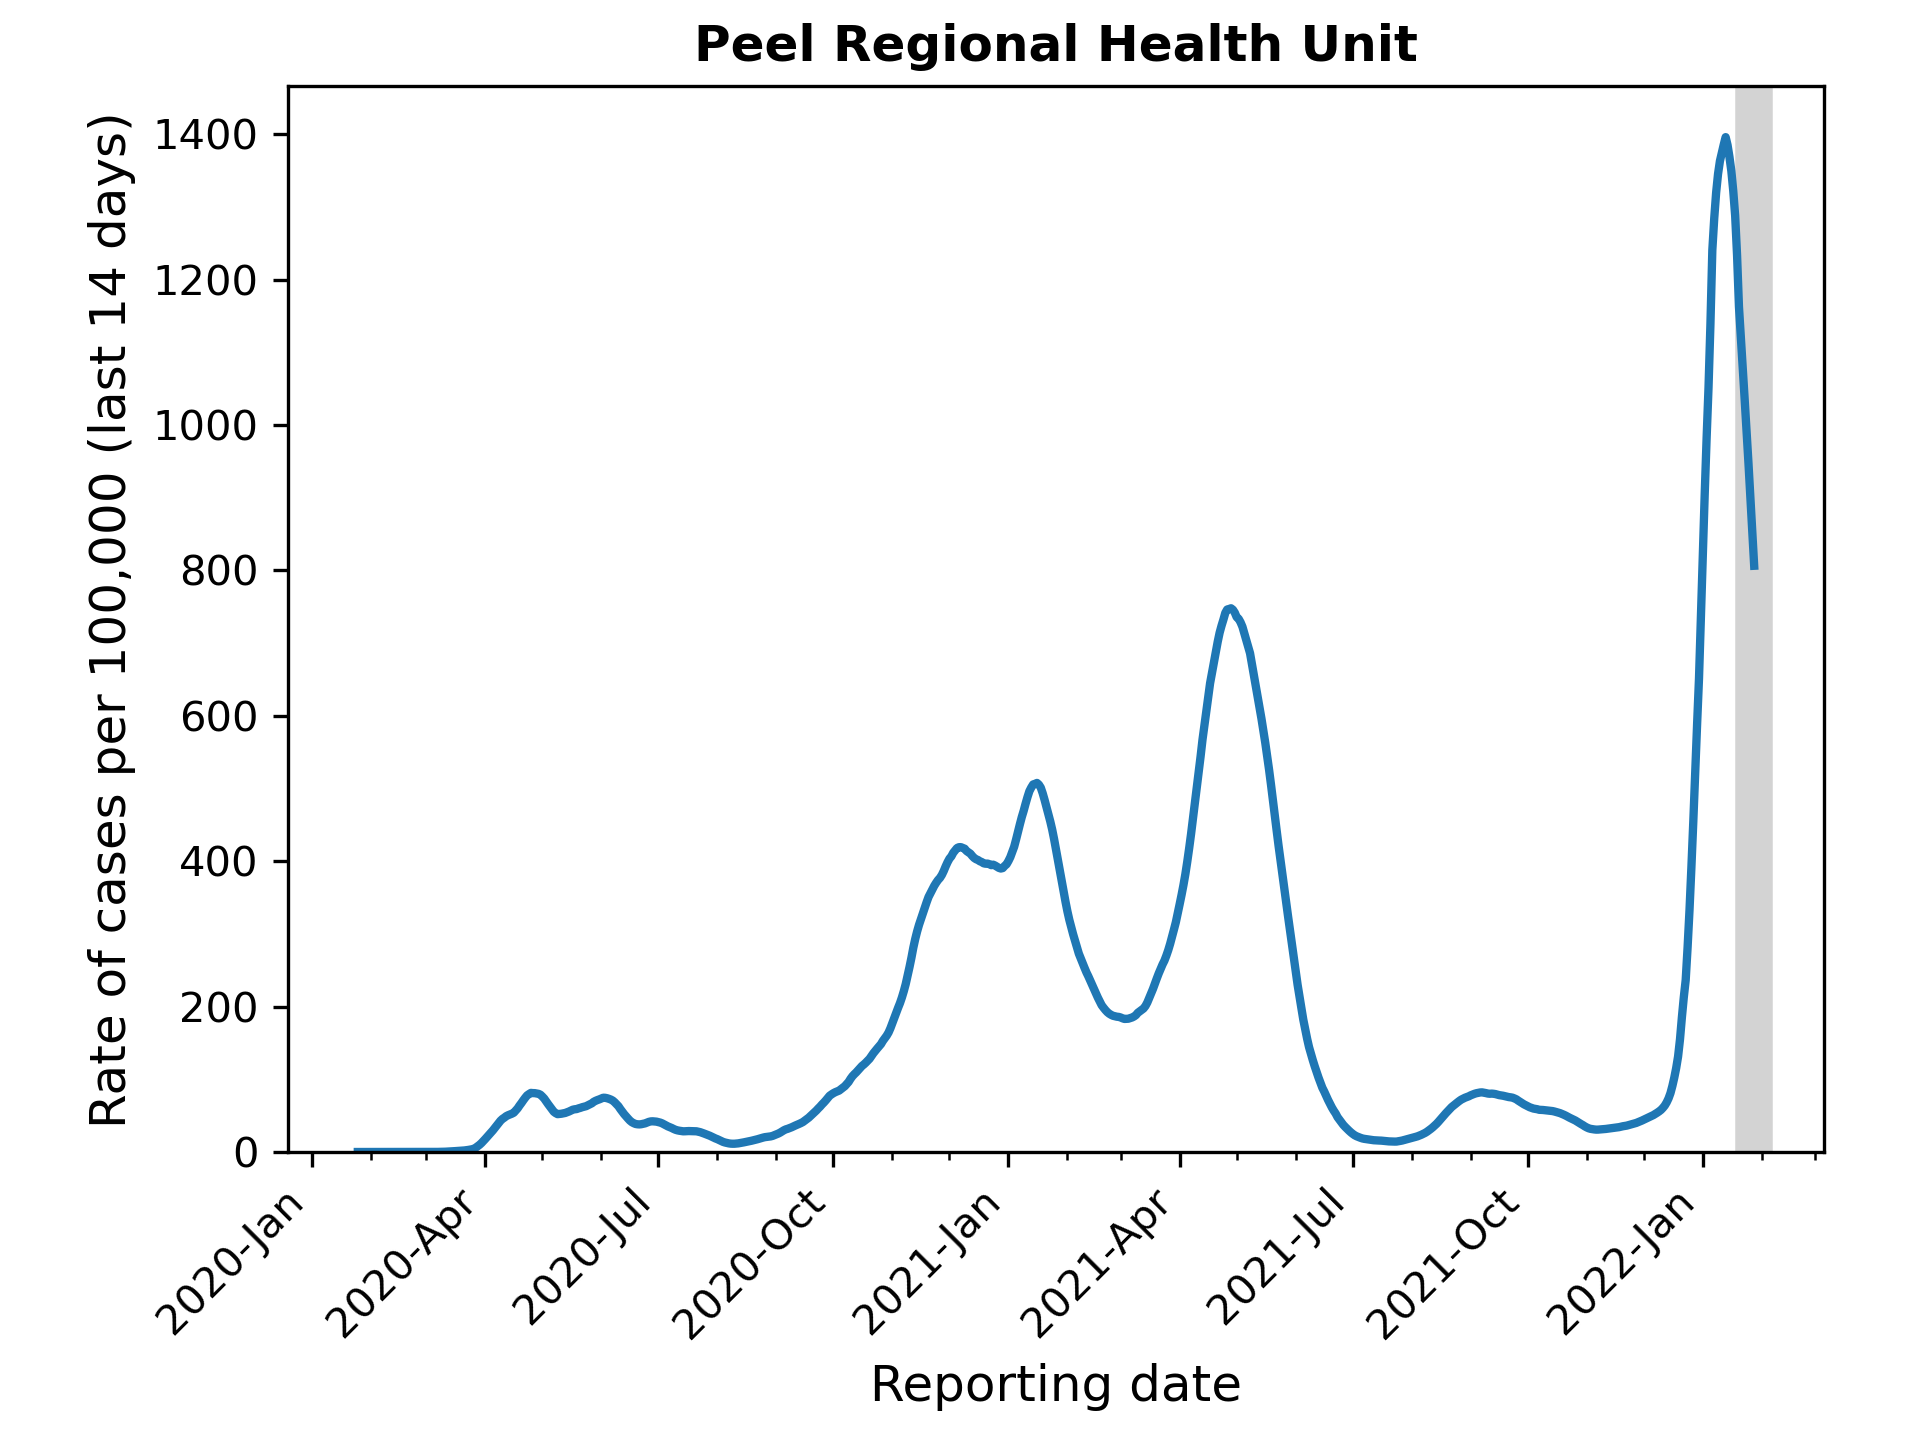 Peel Regional Health Unit
Rate of cases per 100,000 (last 14 days)
1400
1200
1000
800
600
400
200
0
2020-Jan
2020-Apr
2020-Jul
2020-Oct
2021-Jan
2021-Apr
2021-Jul
2021-Oct
2022-Jan
Reporting date